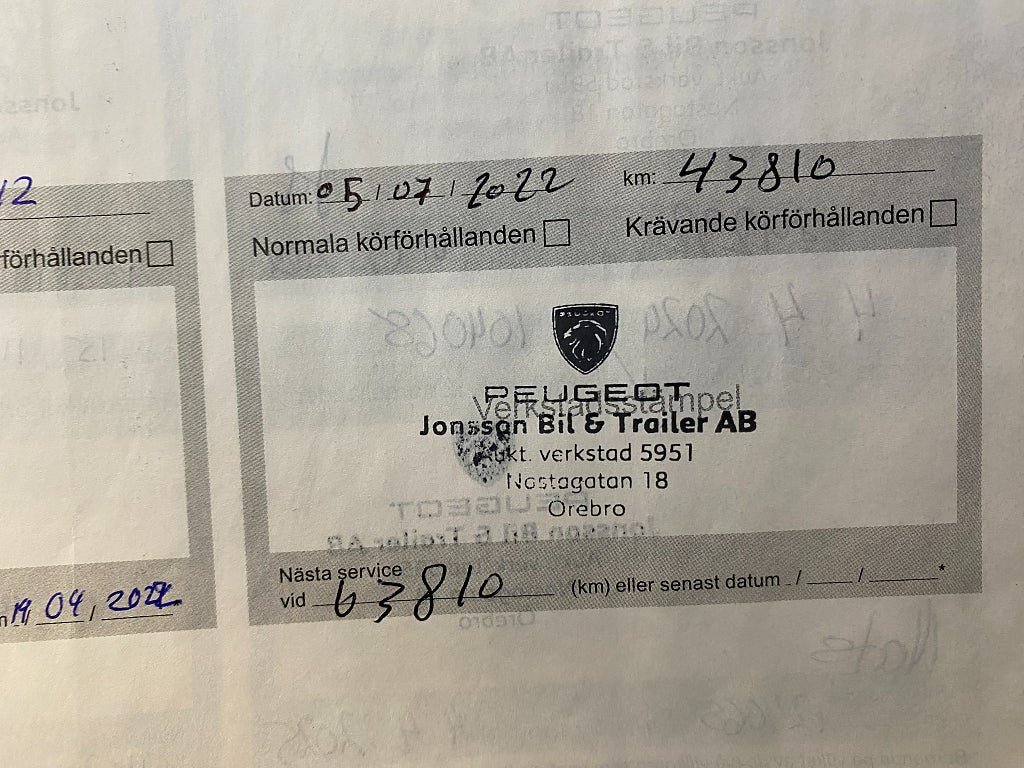 12
Datum: 05 / 07 / 2022 km: 43810
förhållanden
Normala körförhållanden Krävande körförhållanden
PEUGEOT
PEUGEOT
Verkstadsstämpel
Jonsson Bil & Trailer AB
Aukt. verkstad 5951
Nastagatan 18
Örebro
Nästa service
vid 63810 (km) eller senast datum / / *
19, 04, 2022